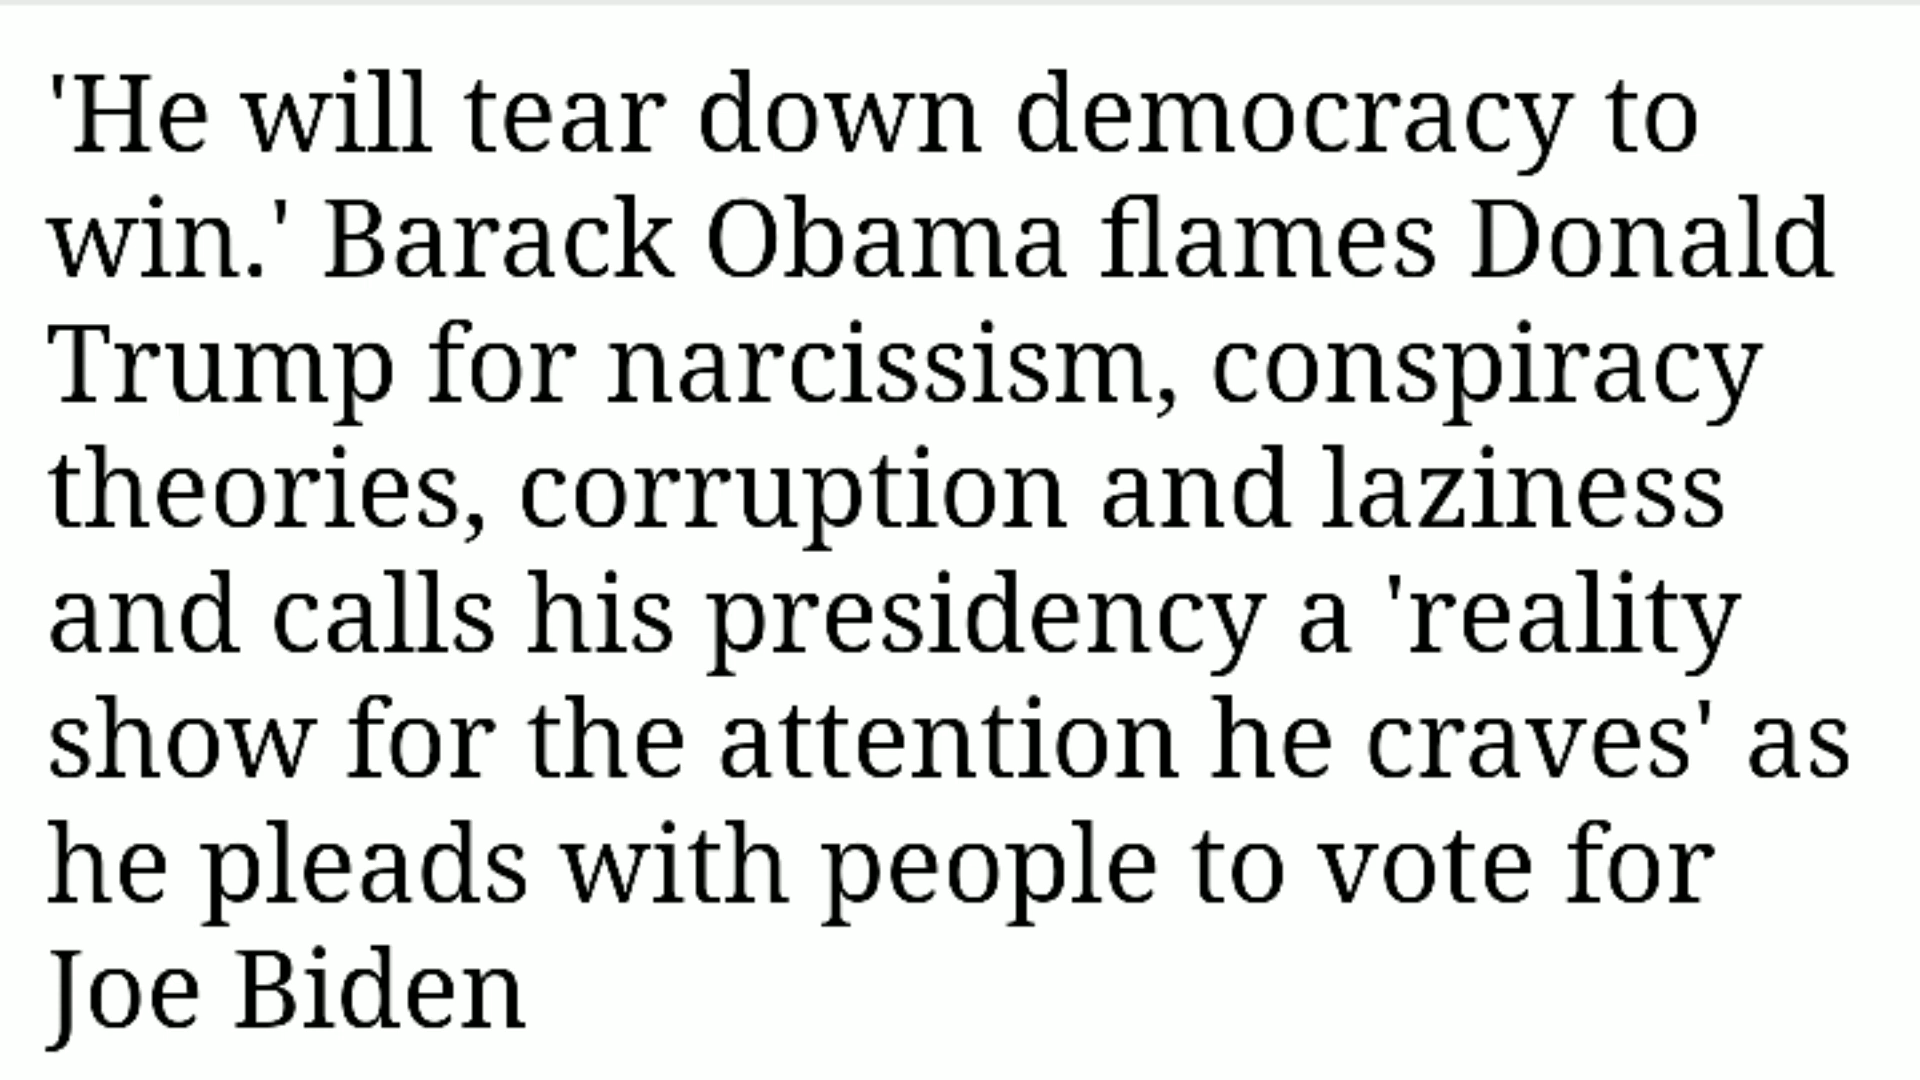 'He will tear down democracy to
win.' Barack Obama flames Donald
Trump for narcissism, conspiracy
theories, corruption and laziness
and calls his presidency a 'reality
show for the attention he craves' as
he pleads with people to vote for
Joe Biden